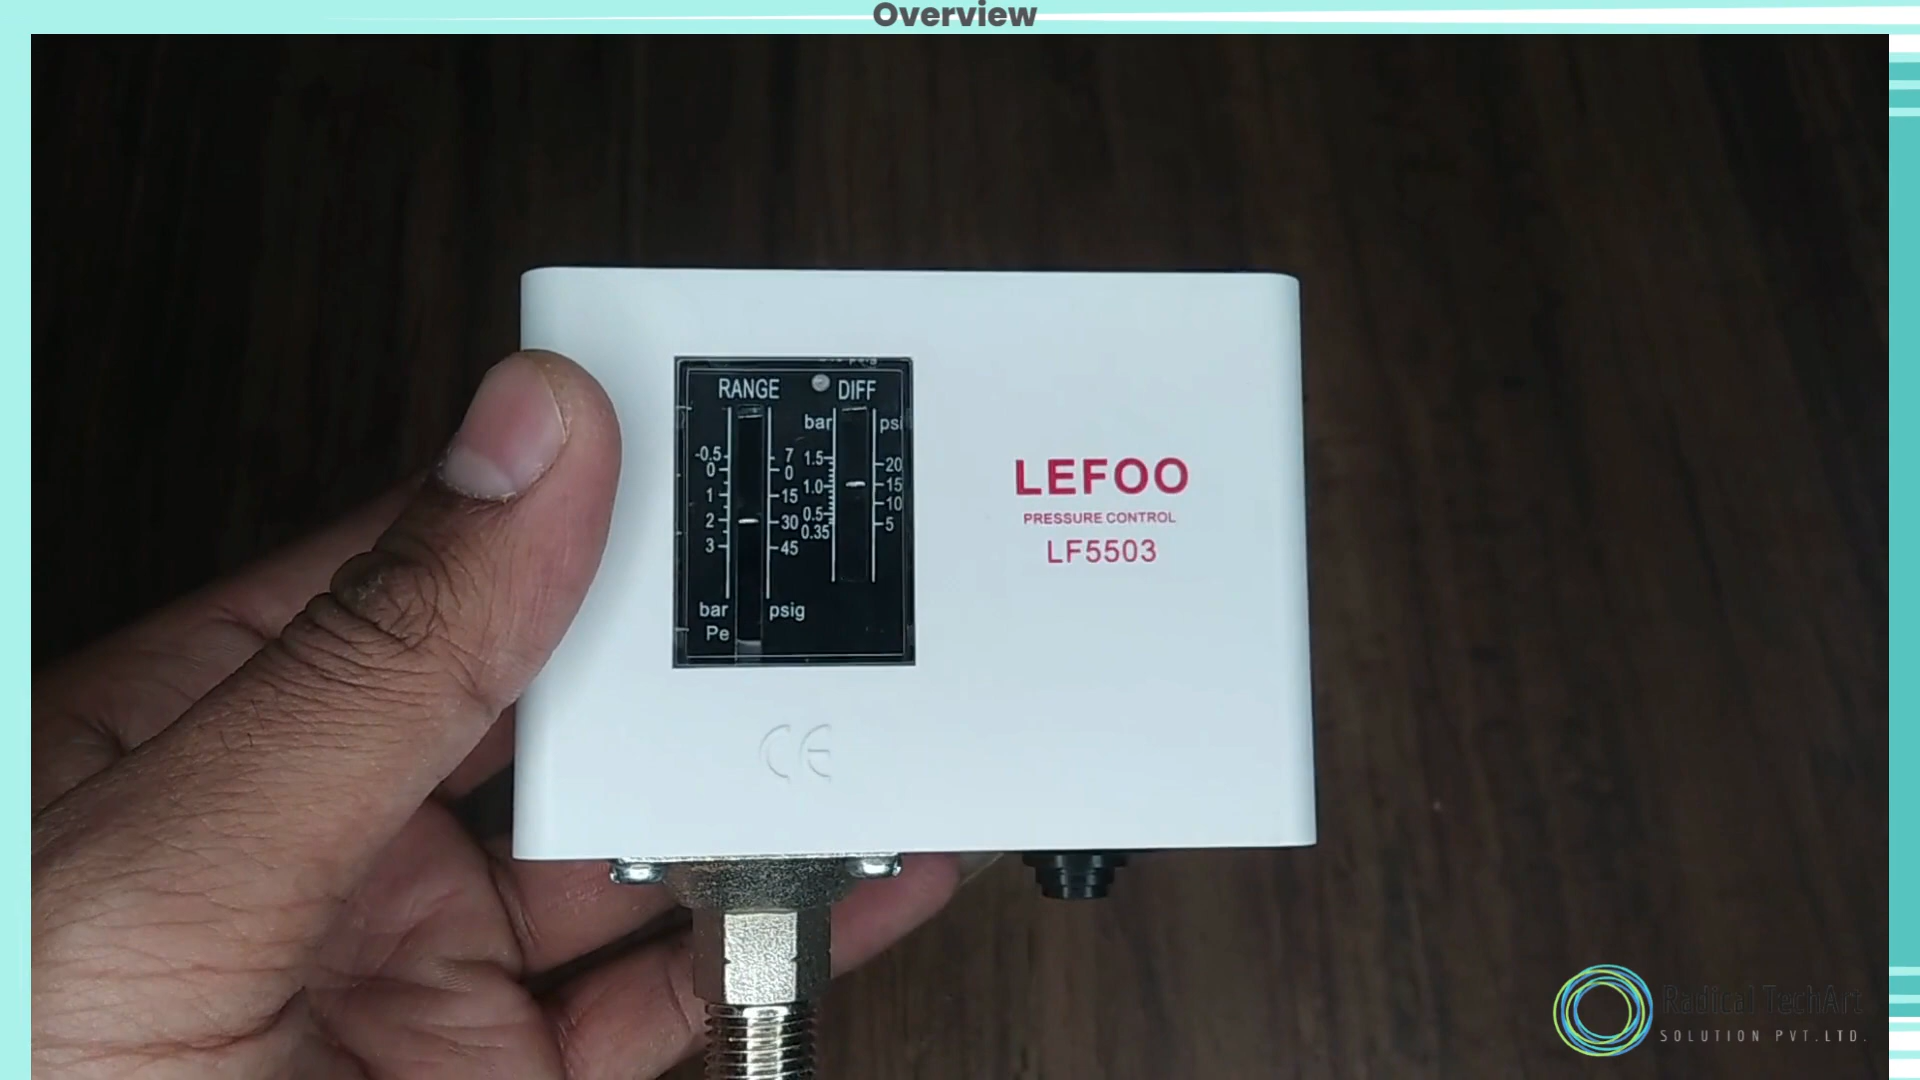 Overview
RANGE
DIFF
bar
psi
-0.5
0
1
2
3
7
0
15
30
45
1.5
1.0
0.5
0.35
20
15
10
5
bar
psig
Pe
LEFOO
PRESSURE CONTROL
LF5503
CE
Radical TechArt
SOLUTION PVT.LTD.